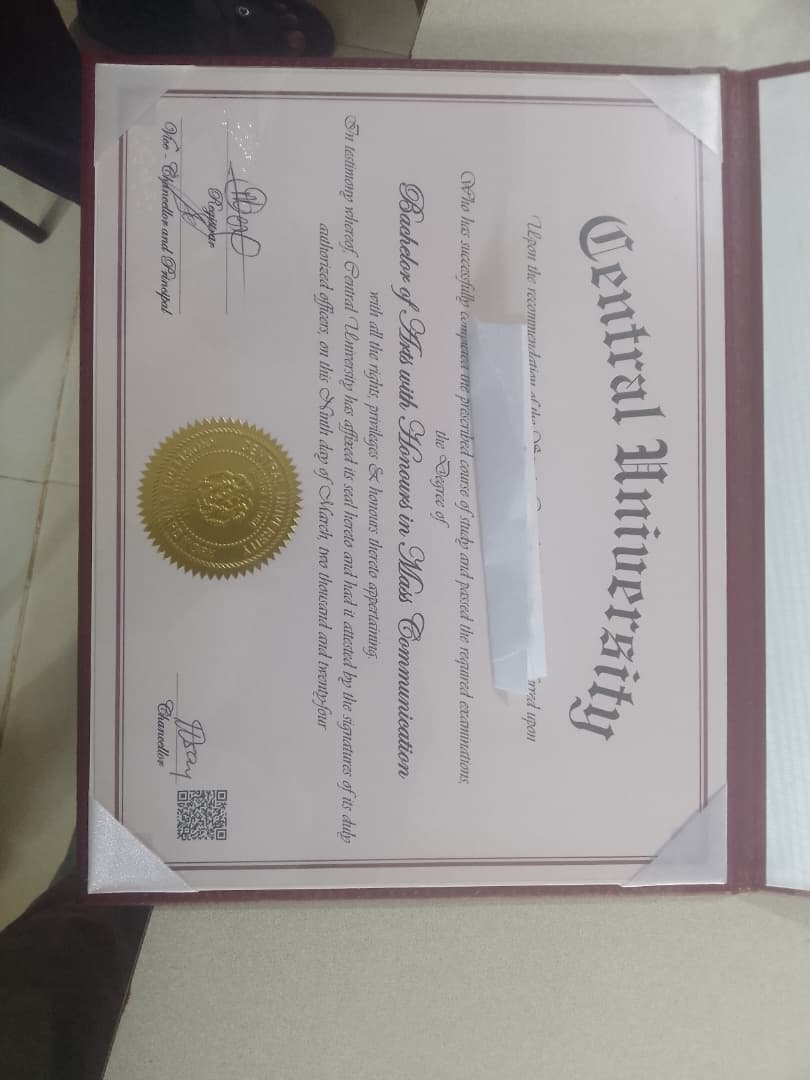 Central University
Upon the recommendation of the
rred upon
Who has successfully completed the prescribed course of study and passed the required examinations,
the Degree of
Bachelor of Arts with Honours in Mass Communication
with all the rights, privileges & honours thereto appertaining.
In testimony whereof, Central University has affixed its seal hereto and had it attested by the signatures of its duly
authorized officers, on this Ninth day of March, two thousand and twenty-four
Registrar
Vice - Chancellor and Principal
Chancellor